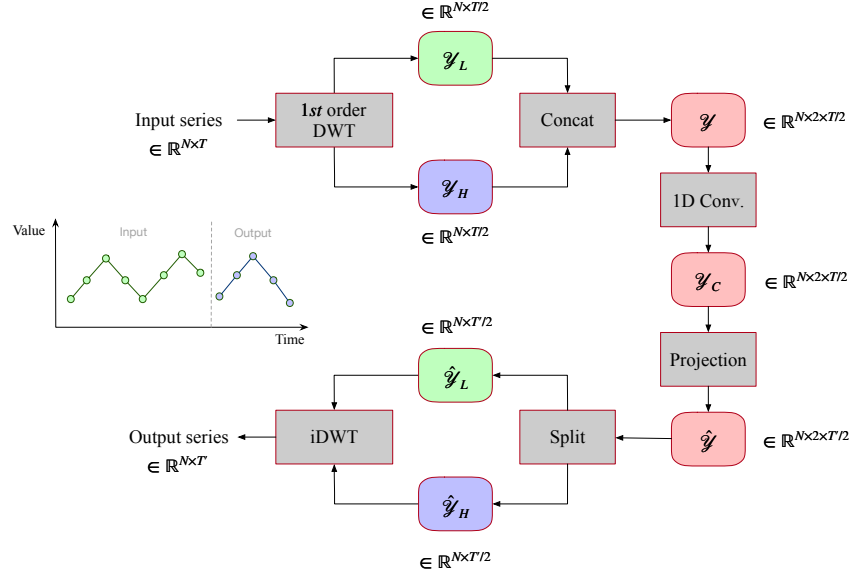 ∈ ℝ^{N×T/2}
𝒴_L
Input series
∈ ℝ^{N×T}
1st order
DWT
Concat
𝒴
∈ ℝ^{N×2×T/2}
𝒴_H
∈ ℝ^{N×T/2}
1D Conv.
Value
Input
Output
Time
𝒴_C
∈ ℝ^{N×2×T/2}
Projection
∈ ℝ^{N×T′/2}
𝒴̂_L
Output series
∈ ℝ^{N×T′}
iDWT
Split
𝒴̂
∈ ℝ^{N×2×T′/2}
𝒴̂_H
∈ ℝ^{N×T′/2}